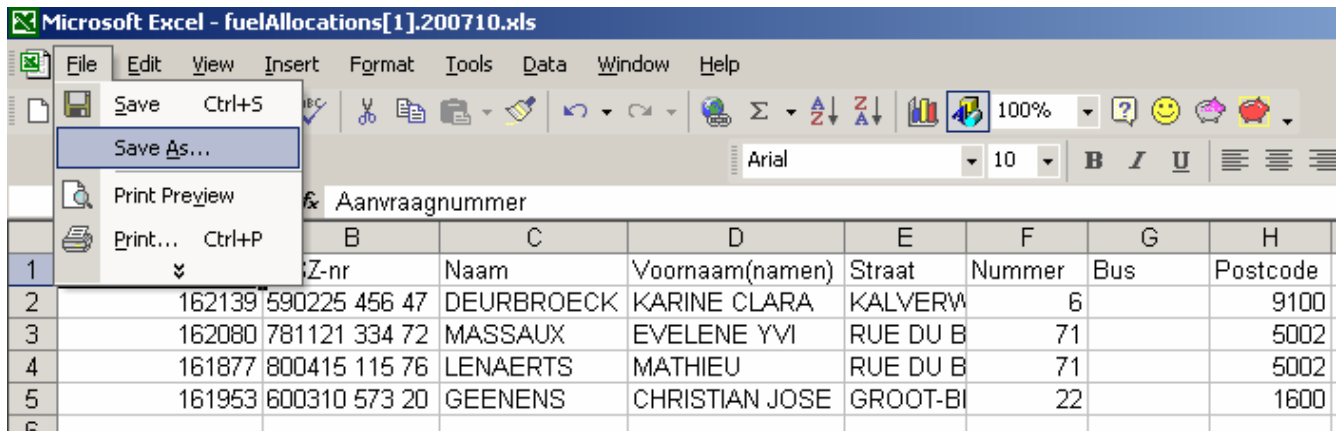 Microsoft Excel - fuelAllocations[1].200710.xls
File Edit View Insert Format Tools Data Window Help
Save Ctrl+S 100%
Save As...
Arial 10 B I U
Print Preview
Aanvraagnummer
Print... Ctrl+P
B C D E F G H
1 Z-nr Naam Voornaam(namen) Straat Nummer Bus Postcode
2 162139 590225 456 47 DEURBROECK KARINE CLARA KALVERW 6 9100
3 162080 781121 334 72 MASSAUX EVELENE YVI RUE DU B 71 5002
4 161877 800415 115 76 LENAERTS MATHIEU RUE DU B 71 5002
5 161953 600310 573 20 GEENENS CHRISTIAN JOSE GROOT-BI 22 1600